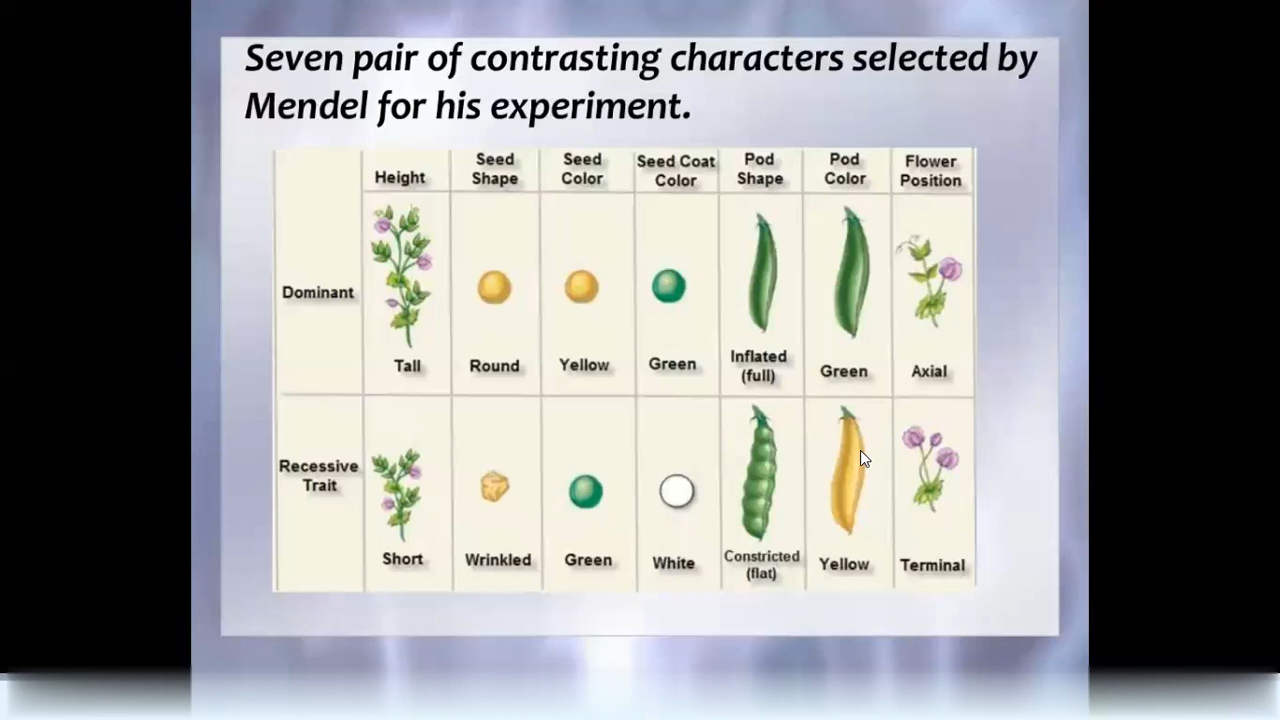 Seven pair of contrasting characters selected by
Mendel for his experiment.
Height
Seed
Shape
Seed
Color
Seed Coat
Color
Pod
Shape
Pod
Color
Flower
Position
Dominant
Tall
Round
Yellow
Green
Inflated
(full)
Green
Axial
Recessive
Trait
Short
Wrinkled
Green
White
Constricted
(flat)
Yellow
Terminal